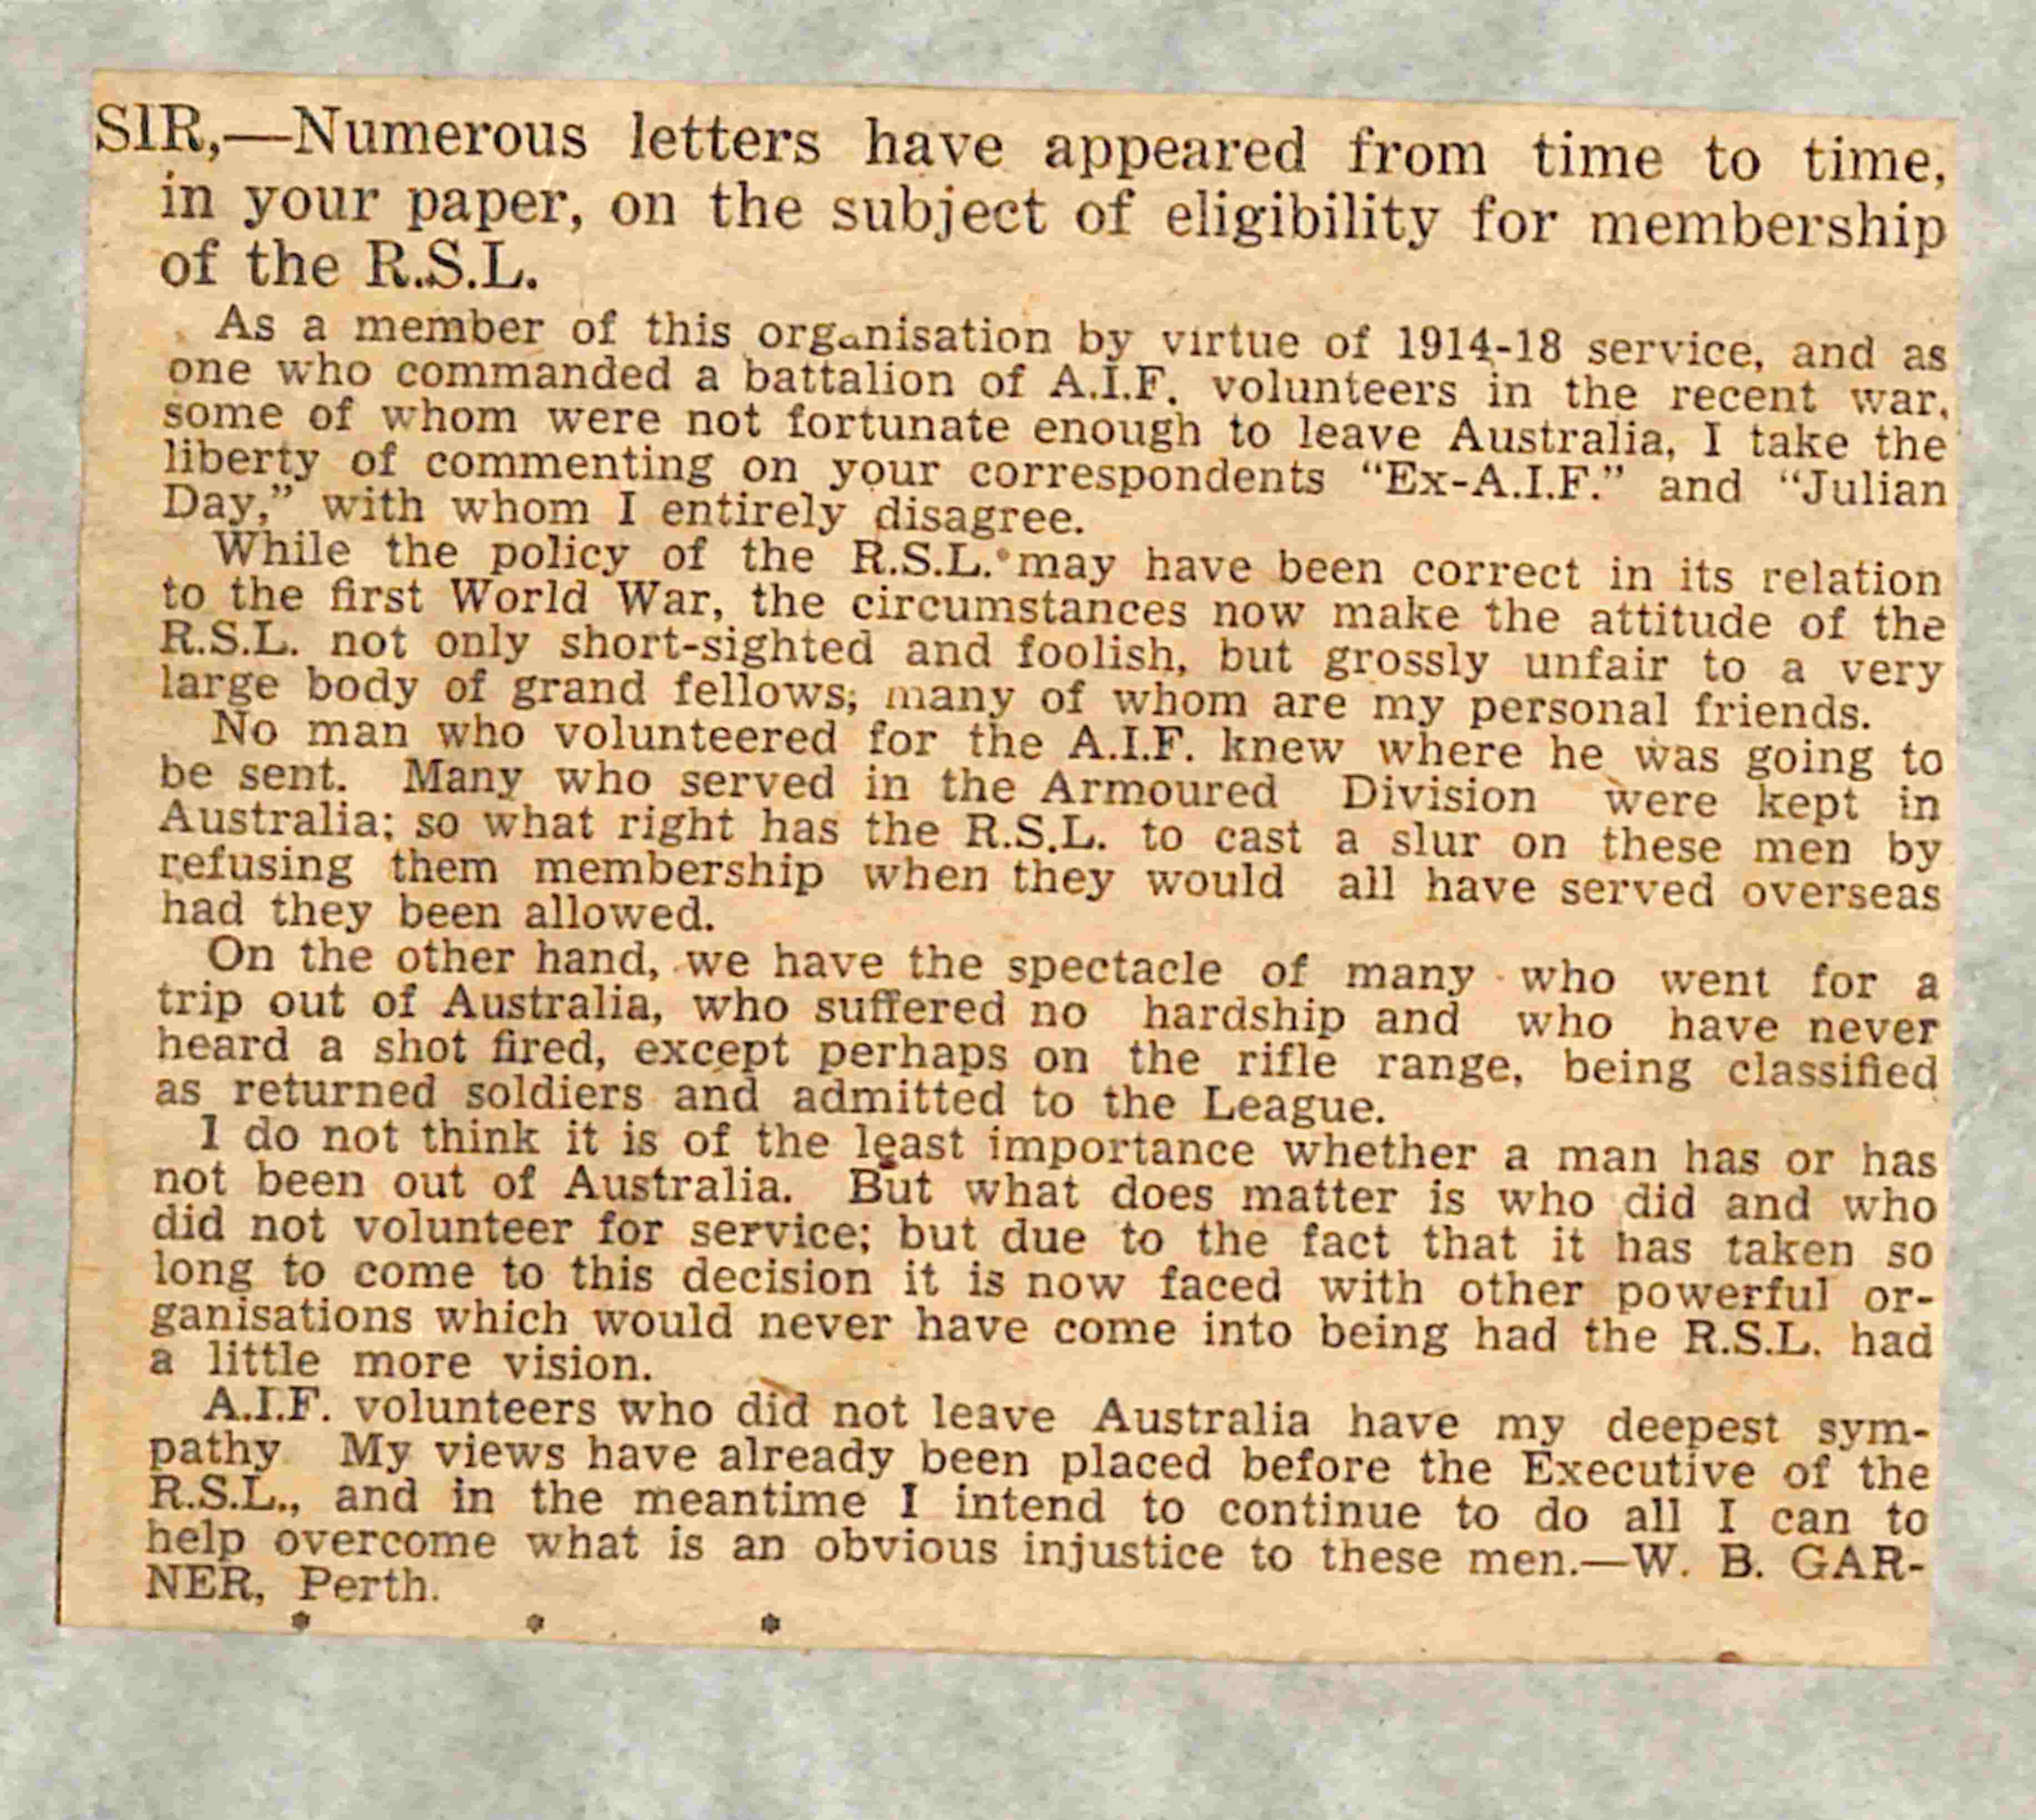 SIR,—Numerous letters have appeared from time to time,
in your paper, on the subject of eligibility for membership
of the R.S.L.
As a member of this organisation by virtue of 1914-18 service, and as
one who commanded a battalion of A.I.F. volunteers in the recent war,
some of whom were not fortunate enough to leave Australia, I take the
liberty of commenting on your correspondents "Ex-A.I.F." and "Julian
Day," with whom I entirely disagree.
While the policy of the R.S.L. may have been correct in its relation
to the first World War, the circumstances now make the attitude of the
R.S.L. not only short-sighted and foolish, but grossly unfair to a very
large body of grand fellows; many of whom are my personal friends.
No man who volunteered for the A.I.F. knew where he was going to
be sent. Many who served in the Armoured Division were kept in
Australia; so what right has the R.S.L. to cast a slur on these men by
refusing them membership when they would all have served overseas
had they been allowed.
On the other hand, we have the spectacle of many who went for a
trip out of Australia, who suffered no hardship and who have never
heard a shot fired, except perhaps on the rifle range, being classified
as returned soldiers and admitted to the League.
I do not think it is of the least importance whether a man has or has
not been out of Australia. But what does matter is who did and who
did not volunteer for service; but due to the fact that it has taken so
long to come to this decision it is now faced with other powerful or-
ganisations which would never have come into being had the R.S.L. had
a little more vision.
A.I.F. volunteers who did not leave Australia have my deepest sym-
pathy My views have already been placed before the Executive of the
R.S.L., and in the meantime I intend to continue to do all I can to
help overcome what is an obvious injustice to these men.—W. B. GAR-
NER, Perth.
* * *